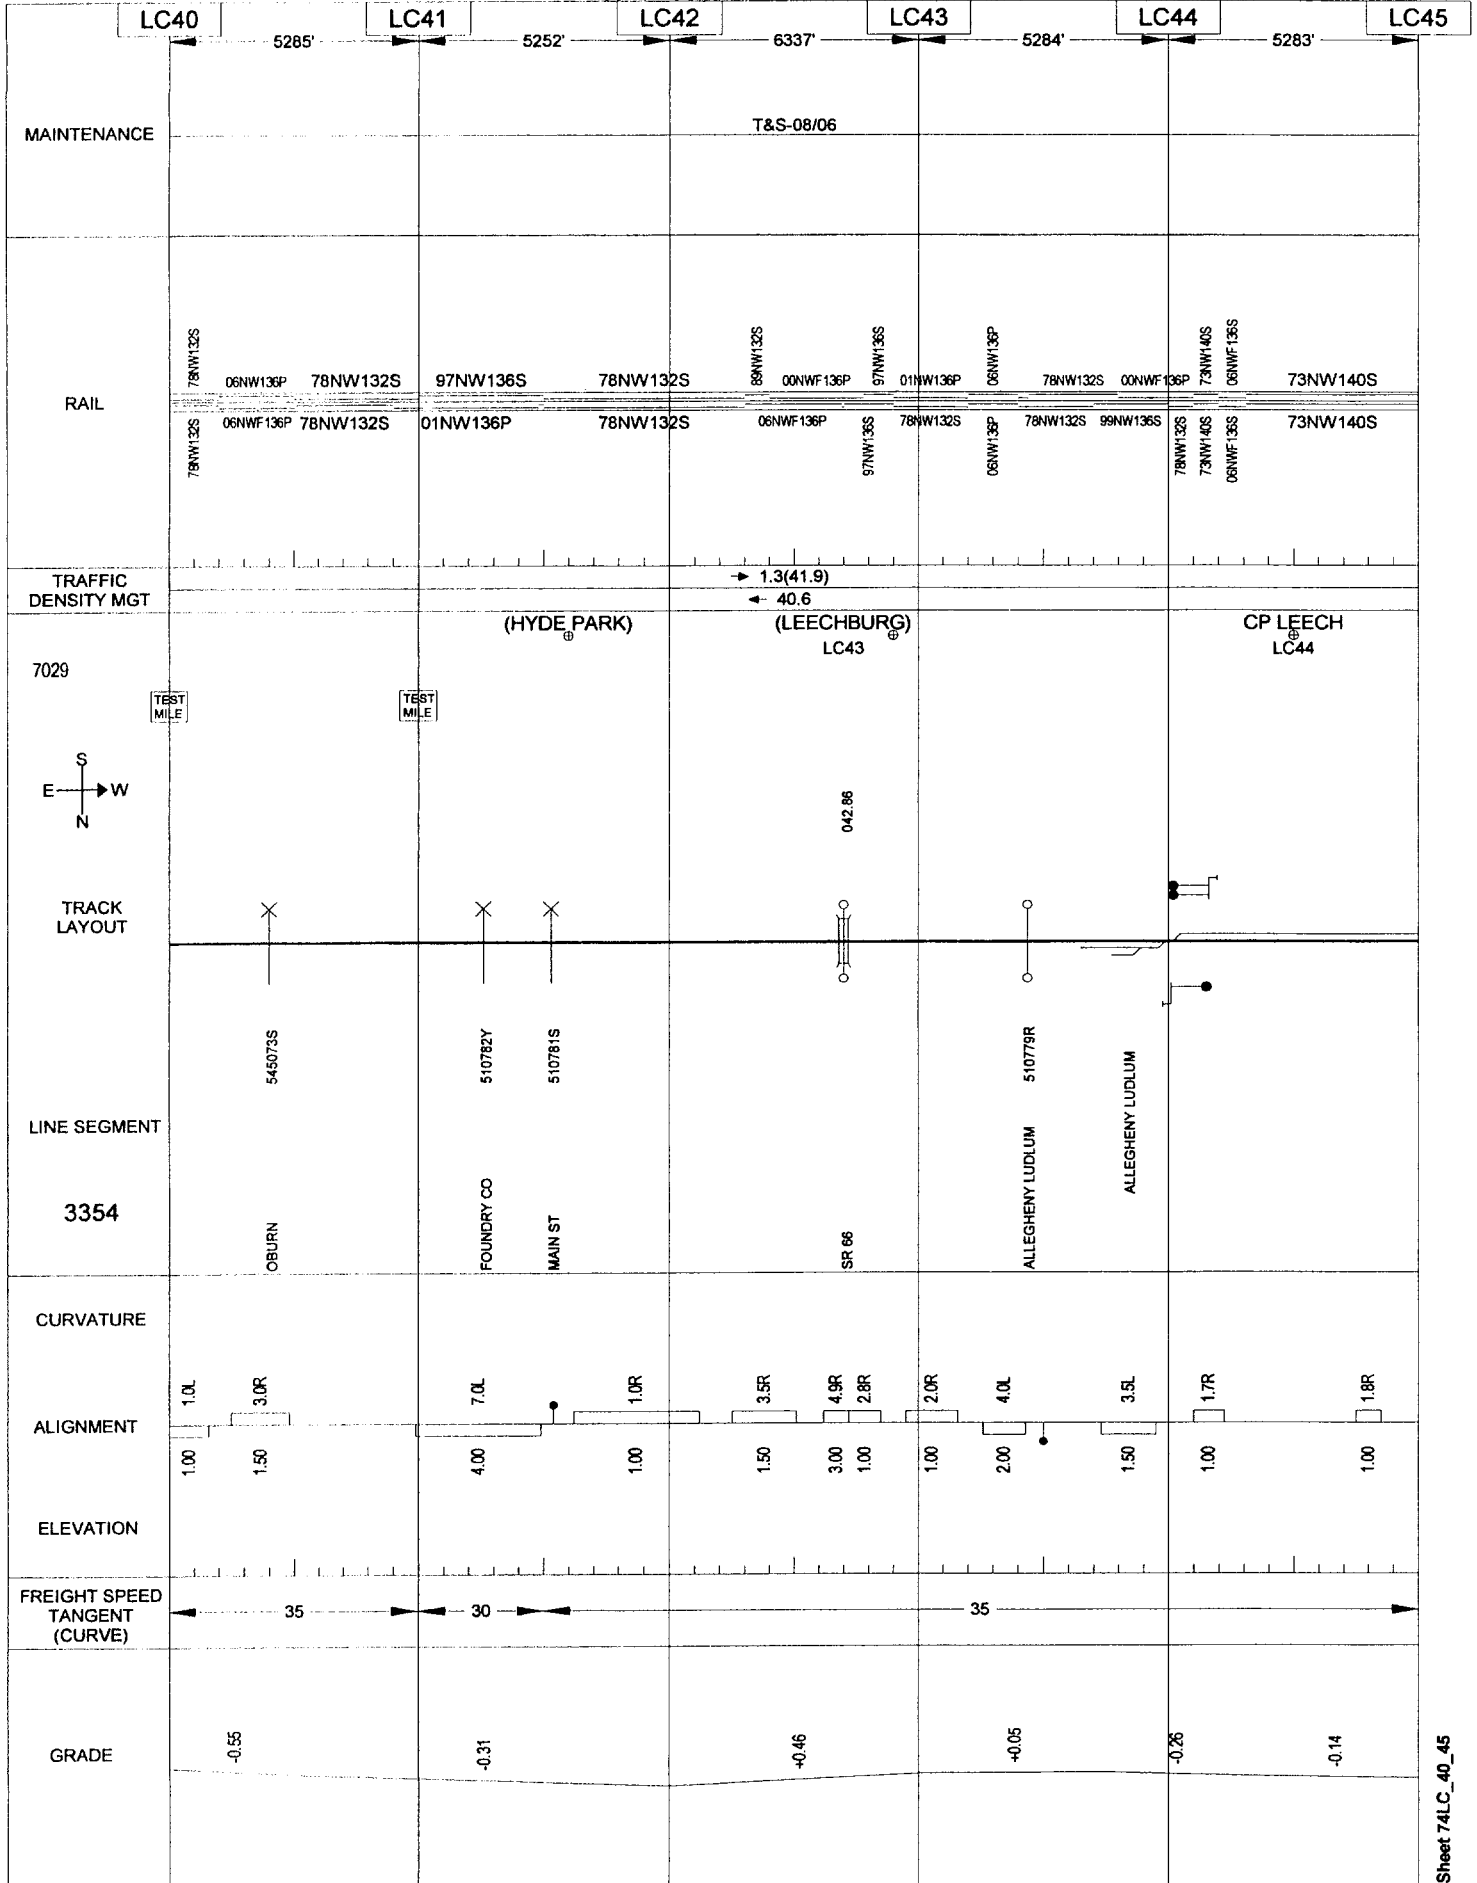 LC40 LC41 LC42 LC43 LC44 LC45
5285' 5252' 6337' 5284' 5283'
MAINTENANCE
T&S-08/06
RAIL
78NW132S 06NW136P 78NW132S 97NW136S 78NW132S 89NW132S 00NWF136P 97NW136S 01NW136P 06NW136P 78NW132S 00NWF136P 73NW140S 06NWF136S 73NW140S
78NW132S 06NWF136P 78NW132S 01NW136P 78NW132S 06NWF136P 97NW136S 78NW132S 06NW136P 78NW132S 99NW136S 78NW132S 73NW140S 06NWF136S 73NW140S
TRAFFIC
DENSITY MGT
1.3(41.9)
40.6
(HYDE PARK) (LEECHBURG) CP LEECH
LC43 LC44
7029
TEST
MILE
TEST
MILE
S
E W
N
042.86
TRACK
LAYOUT
545073S 510782Y 510781S 510779R
LINE SEGMENT
3354
OBURN FOUNDRY CO MAIN ST SR 66 ALLEGHENY LUDLUM ALLEGHENY LUDLUM
CURVATURE
1.0L 3.0R 7.0L 1.0R 3.5R 4.9R 2.8R 2.0R 4.0L 3.5L 1.7R 1.8R
ALIGNMENT
1.00 1.50 4.00 1.00 1.50 3.00 1.00 1.00 2.00 1.50 1.00 1.00
ELEVATION
FREIGHT SPEED
TANGENT
(CURVE)
35 30 35
GRADE
-0.55 -0.31 +0.46 +0.05 -0.26 -0.14
Sheet 74LC_40_45